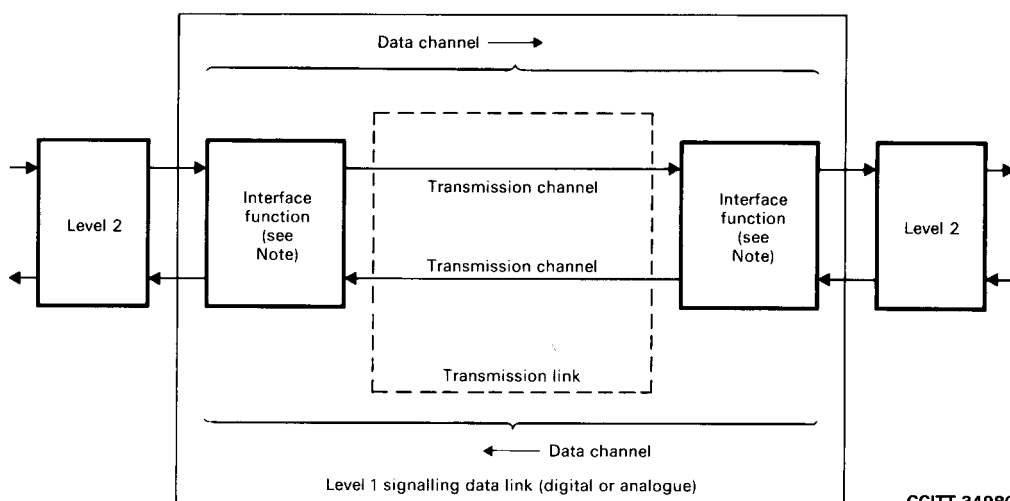 Data channel
Level 2
Interface
function
(see
Note)
Transmission channel
Transmission channel
Transmission link
Interface
function
(see
Note)
Level 2
Data channel
Level 1 signalling data link (digital or analogue)